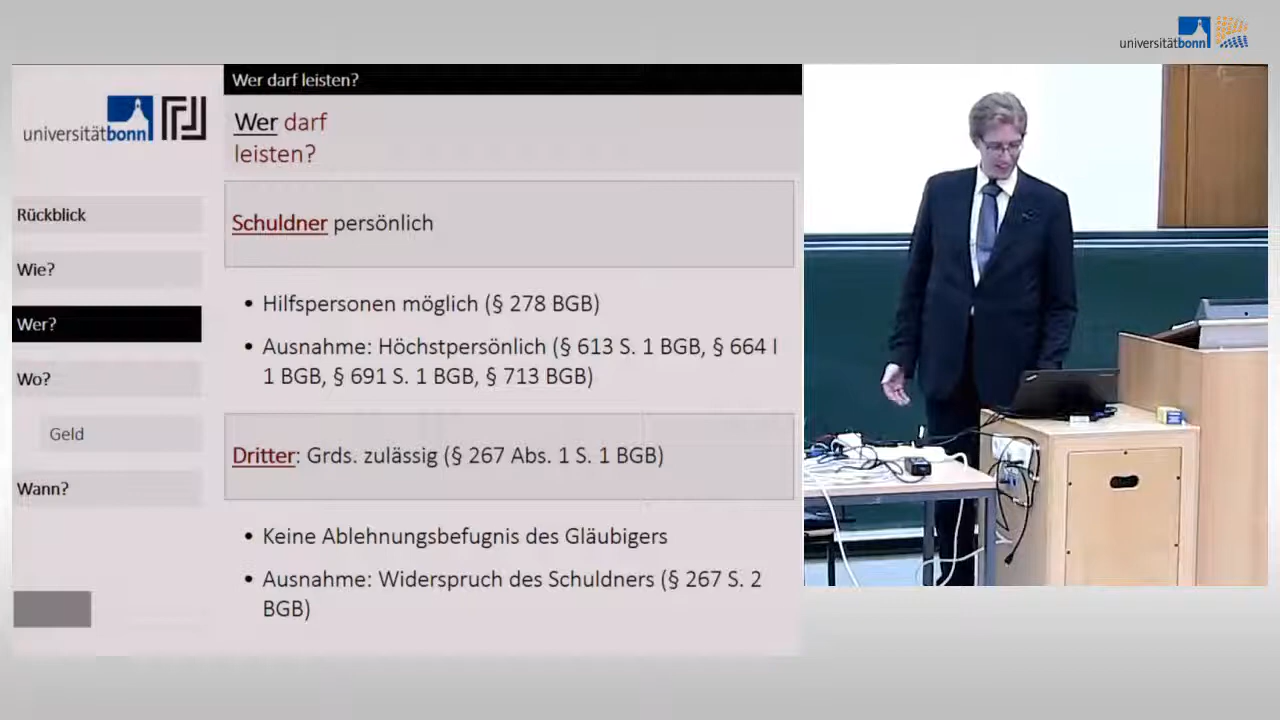 universitätbonn
Wer darf leisten?
universitätbonn
Wer darf
leisten?
Rückblick
Wie?
Wer?
Wo?
Geld
Wann?
Schuldner persönlich
• Hilfspersonen möglich (§ 278 BGB)
• Ausnahme: Höchstpersönlich (§ 613 S. 1 BGB, § 664 I
1 BGB, § 691 S. 1 BGB, § 713 BGB)
Dritter: Grds. zulässig (§ 267 Abs. 1 S. 1 BGB)
• Keine Ablehnungsbefugnis des Gläubigers
• Ausnahme: Widerspruch des Schuldners (§ 267 S. 2
BGB)